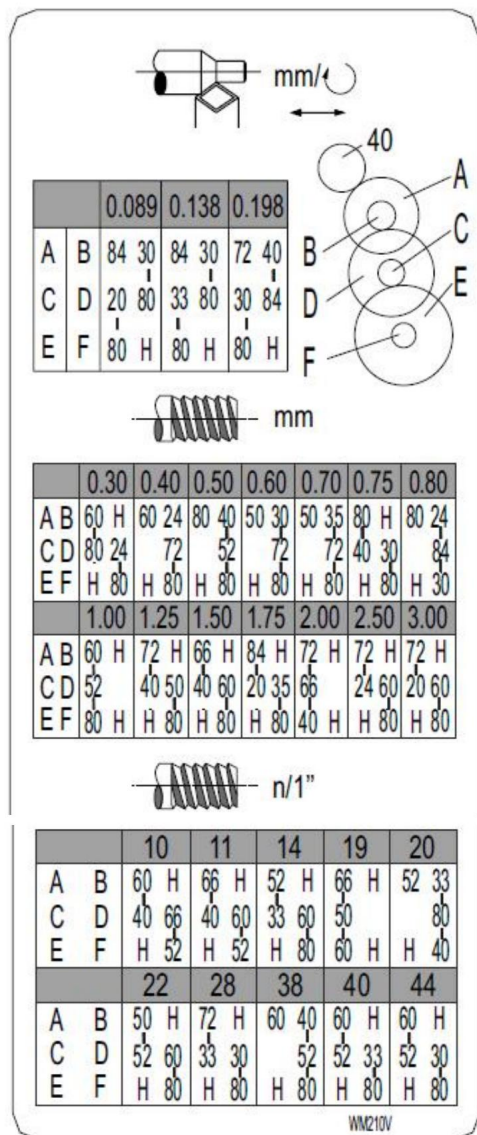 mm/
40
A
B
C
D
E
F
0.089 0.138 0.198
A B 84 30 84 30 72 40
C D 20 80 33 80 30 84
E F 80 H 80 H 80 H
mm
0.30 0.40 0.50 0.60 0.70 0.75 0.80
A B 60 H 60 24 80 40 50 30 50 35 80 H 80 24
C D 80 24 72 52 72 72 40 30 84
E F H 80 H 80 H 80 H 80 H 80 H 80 H 30
1.00 1.25 1.50 1.75 2.00 2.50 3.00
A B 60 H 72 H 66 H 84 H 72 H 72 H 72 H
C D 52 40 50 40 60 20 35 66 24 60 20 60
E F 80 H H 80 H 80 H 80 40 H H 80 H 80
n/1”
10 11 14 19 20
A B 60 H 66 H 52 H 66 H 52 33
C D 40 66 40 60 33 60 50 80
E F H 52 H 52 H 80 60 H H 40
22 28 38 40 44
A B 50 H 72 H 60 40 60 H 60 H
C D 52 60 33 30 52 52 33 52 30
E F H 80 H 80 H 80 H 80 H 80
WM210V